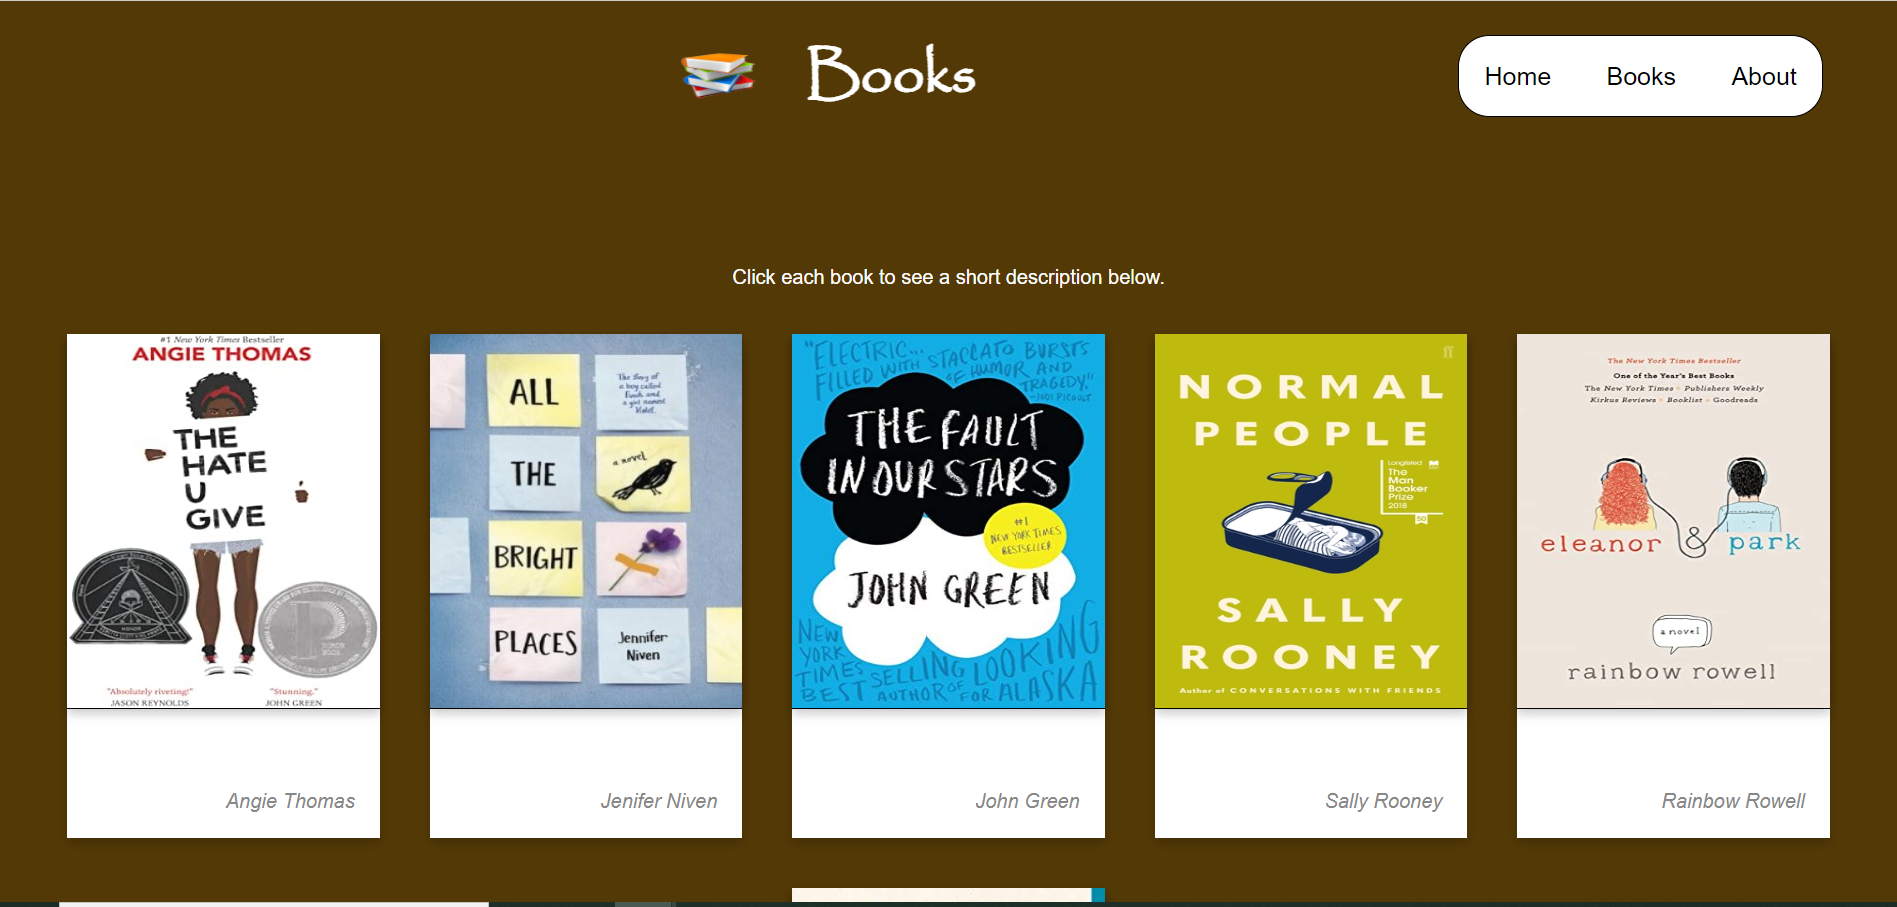 Books
Home Books About
Click each book to see a short description below.
#1 New York Times Bestseller
ANGIE THOMAS
THE
HATE
U
GIVE
HONOR
"Absolutely riveting!"
JASON REYNOLDS
"Stunning."
JOHN GREEN
Angie Thomas
ALL
The Story of
a boy called
Finch and
a girl named
Violet.
THE
a novel
BRIGHT
PLACES
Jennifer
Niven
Jenifer Niven
"ELECTRIC... STACCATO BURSTS
FILLED WITH OF HUMOR AND
TRAGEDY."
—JODI PICOULT
THE FAULT
IN OUR STARS
#1
NEW YORK TIMES
BESTSELLER
JOHN GREEN
NEW
YORK
TIMES
BEST SELLING
AUTHOR OF
LOOKING
FOR ALASKA
John Green
ff
NORMAL
PEOPLE
Longlisted
The
Man
Booker
Prize
2018
50
SALLY
ROONEY
Author of CONVERSATIONS WITH FRIENDS
Sally Rooney
The New York Times Bestseller
One of the Year's Best Books
The New York Times • Publishers Weekly
Kirkus Reviews • Booklist • Goodreads
eleanor & park
a novel
rainbow rowell
Rainbow Rowell